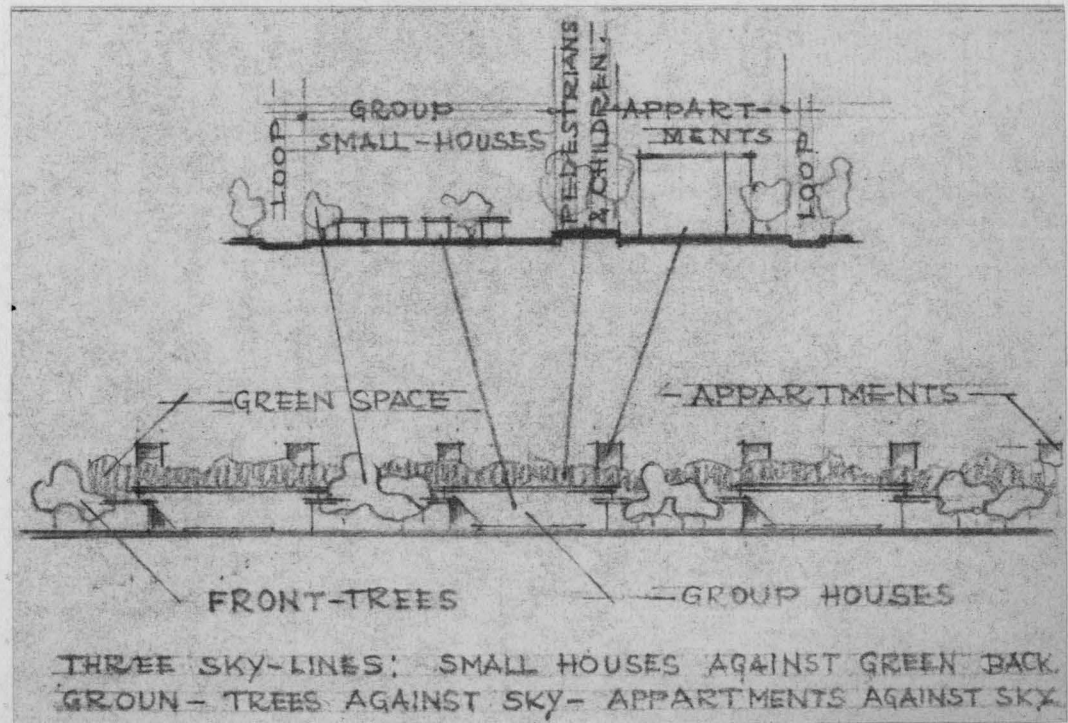 PEDESTRIANS
& CHILDREN.
GROUP
SMALL-HOUSES
APPART-
MENTS
LOOP
LOOP
GREEN SPACE
APPARTMENTS
FRONT-TREES
GROUP HOUSES
THREE SKY-LINES: SMALL HOUSES AGAINST GREEN BACK
GROUN- TREES AGAINST SKY- APPARTMENTS AGAINST SKY